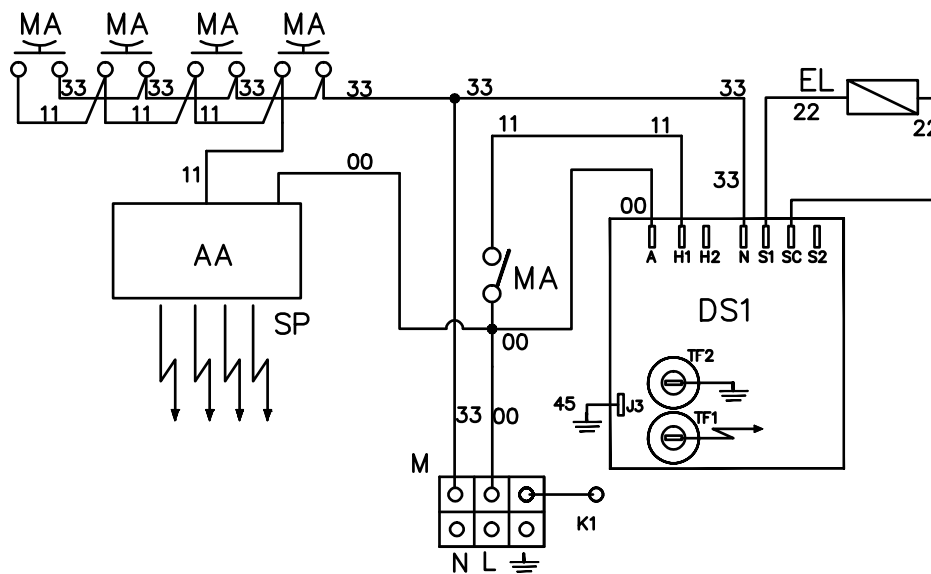 MA MA MA MA
33 33 33 33 33 33
11 11 11
EL
22 22
11 11
11 00 33
00
AA
A H1 H2 N S1 SC S2
MA
DS1
SP
00
TF2
45 J3
TF1
33 00
M
K1
N L